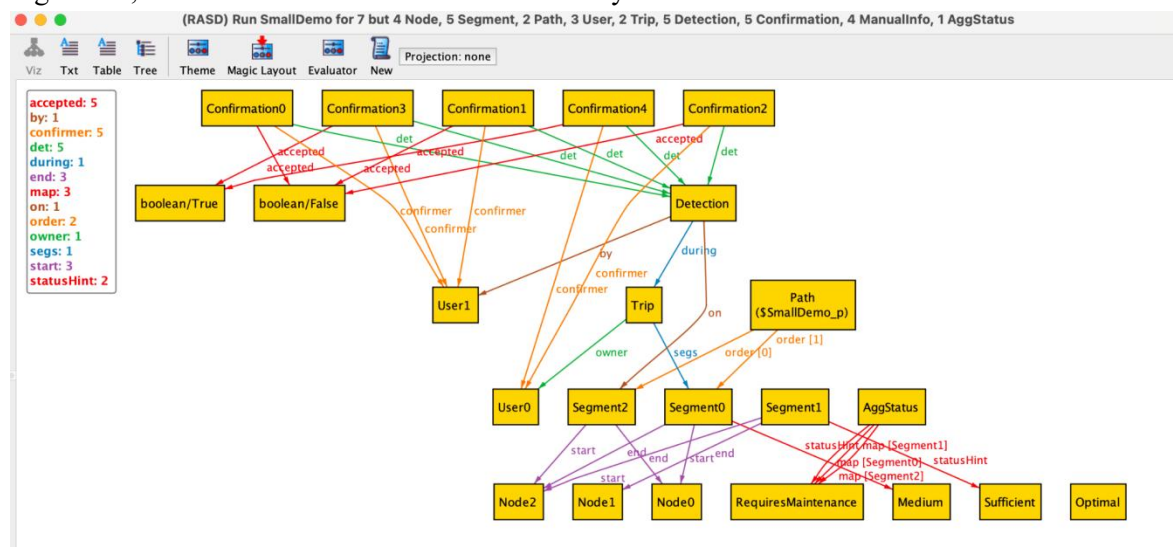 (RASD) Run SmallDemo for 7 but 4 Node, 5 Segment, 2 Path, 3 User, 2 Trip, 5 Detection, 5 Confirmation, 4 ManualInfo, 1 AggStatus
Viz Txt Table Tree Theme Magic Layout Evaluator New Projection: none
accepted: 5
by: 1
confirmer: 5
det: 5
during: 1
end: 3
map: 3
on: 1
order: 2
owner: 1
segs: 1
start: 3
statusHint: 2
Confirmation0 Confirmation3 Confirmation1 Confirmation4 Confirmation2
accepted accepted accepted
accepted accepted
det det det det det
boolean/True boolean/False Detection
confirmer confirmer
confirmer
by during
confirmer
confirmer
User1 Trip Path
($SmallDemo_p)
on
order [1]
owner segs order [0]
User0 Segment2 Segment0 Segment1 AggStatus
start end end start end statusHint map [Segment1]
map [Segment0] statusHint
start map [Segment2]
Node2 Node1 Node0 RequiresMaintenance Medium Sufficient Optimal